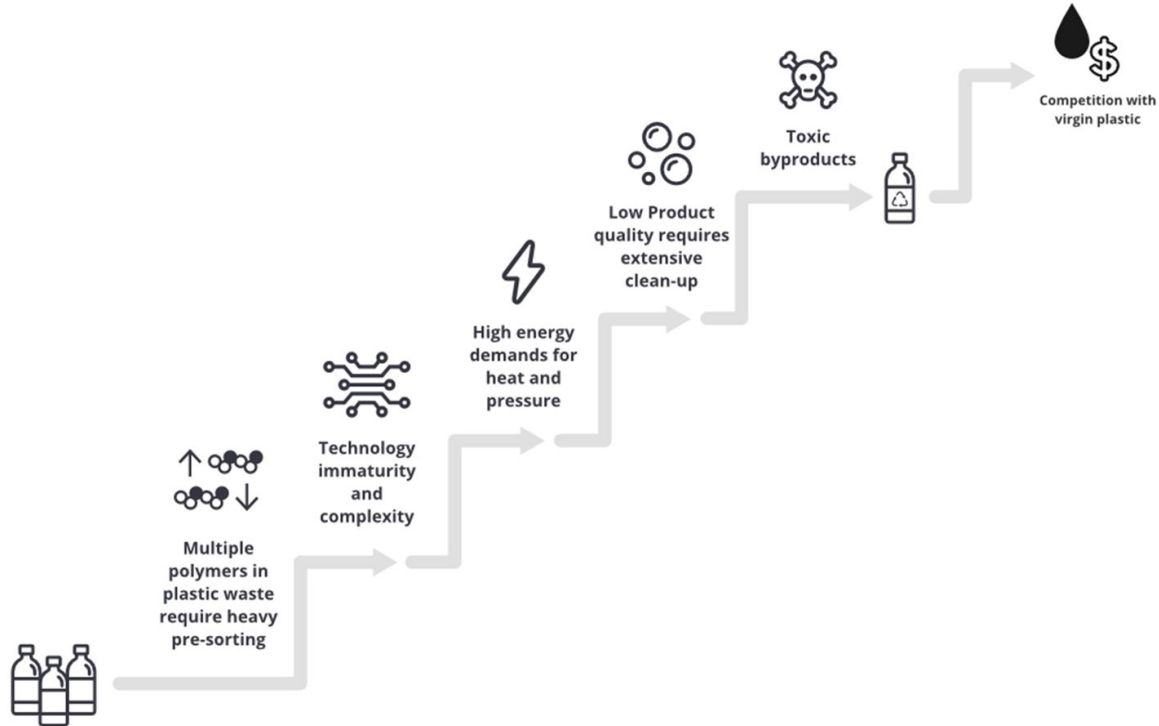 Multiple
polymers in
plastic waste
require heavy
pre-sorting
Technology
immaturity
and
complexity
High energy
demands for
heat and
pressure
Low Product
quality requires
extensive
clean-up
Toxic
byproducts
$
Competition with
virgin plastic